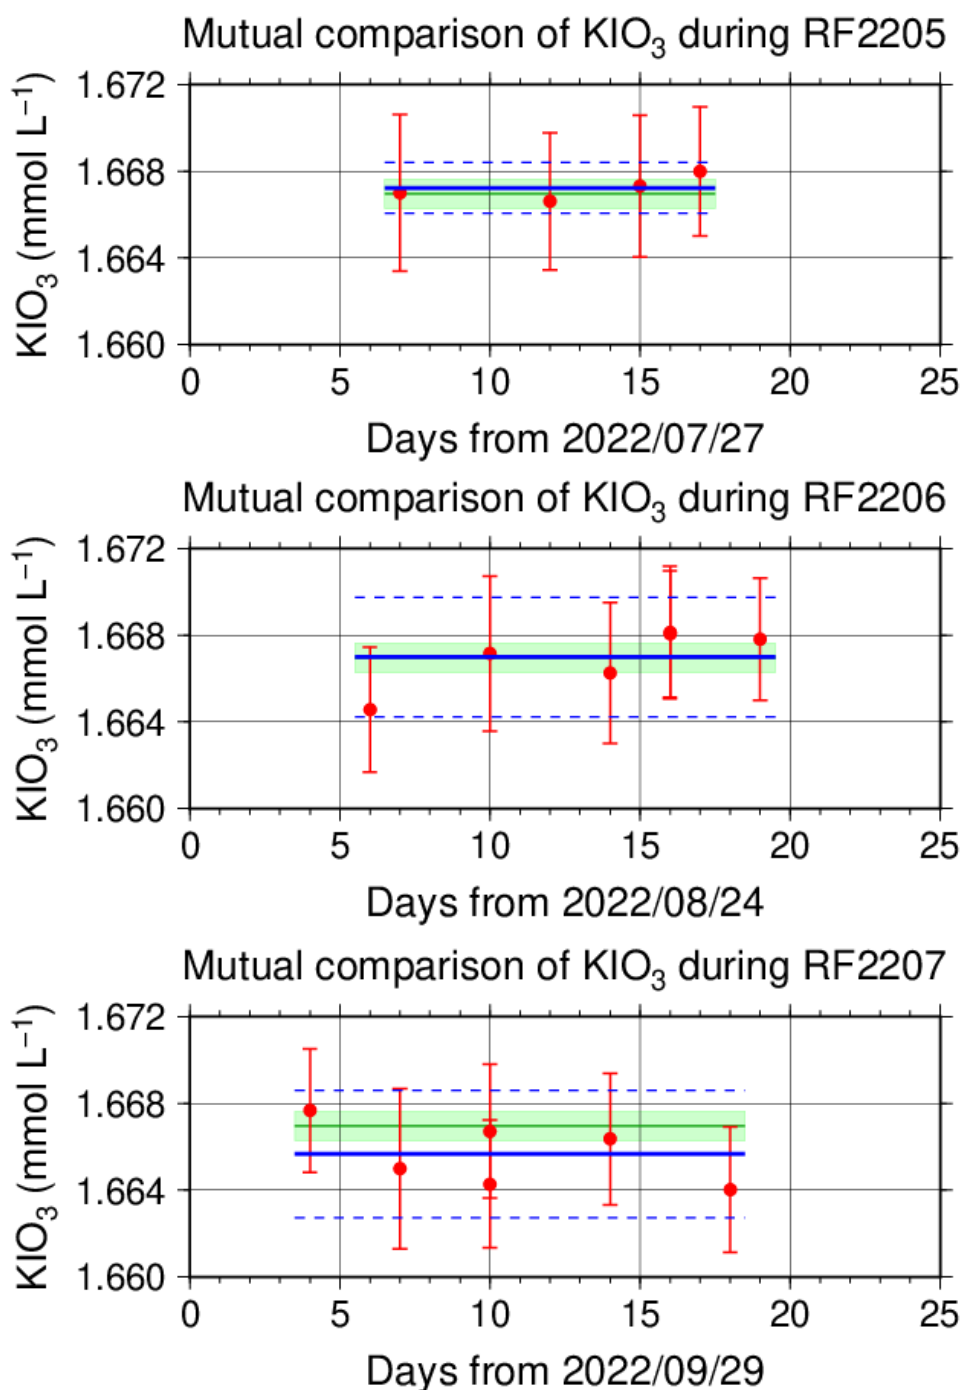 Mutual comparison of KIO₃ during RF2205
KIO₃ (mmol L⁻¹)
1.672
1.668
1.664
1.660
0 5 10 15 20 25
Days from 2022/07/27
Mutual comparison of KIO₃ during RF2206
KIO₃ (mmol L⁻¹)
1.672
1.668
1.664
1.660
0 5 10 15 20 25
Days from 2022/08/24
Mutual comparison of KIO₃ during RF2207
KIO₃ (mmol L⁻¹)
1.672
1.668
1.664
1.660
0 5 10 15 20 25
Days from 2022/09/29